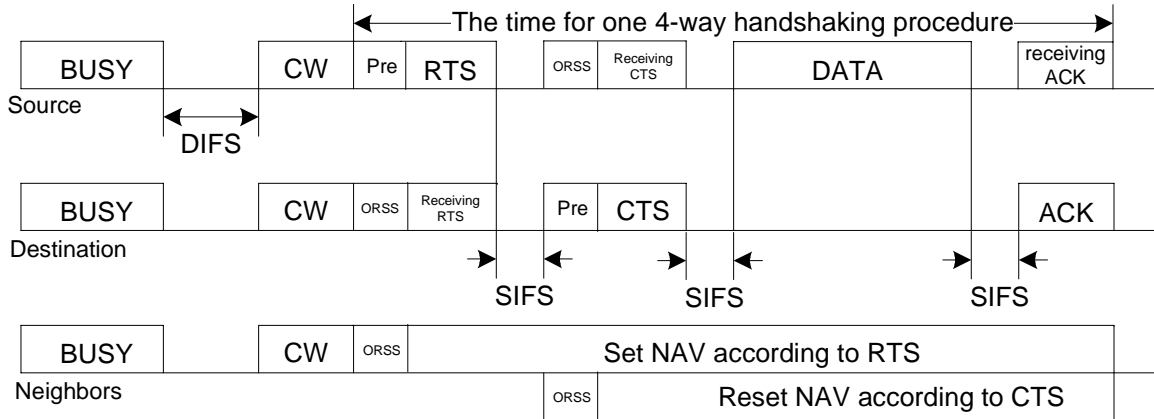 The time for one 4-way handshaking procedure
BUSY CW Pre RTS ORSS Receiving CTS DATA receiving ACK
Source
DIFS
BUSY CW ORSS Receiving RTS Pre CTS ACK
Destination
SIFS SIFS SIFS
BUSY CW ORSS Set NAV according to RTS
Neighbors
ORSS Reset NAV according to CTS